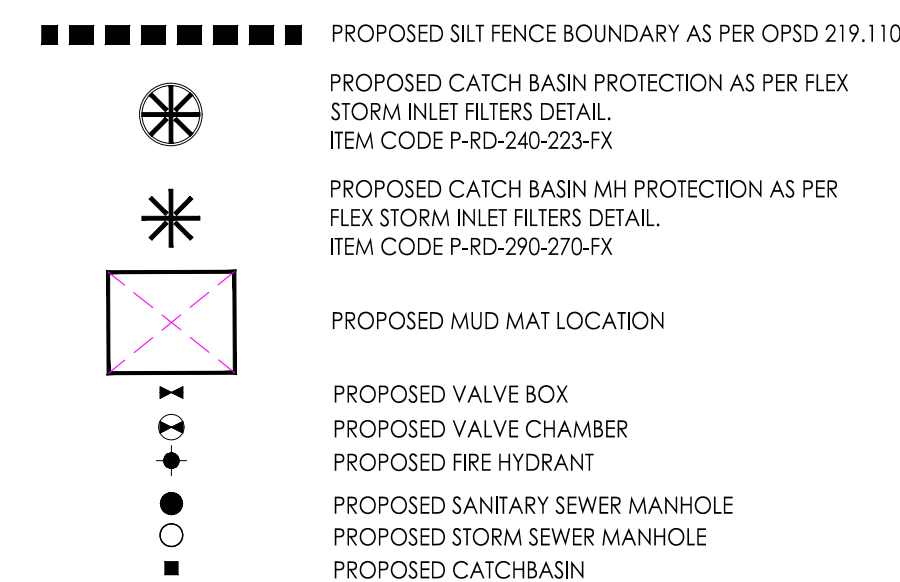 PROPOSED SILT FENCE BOUNDARY AS PER OPSD 219.110
PROPOSED CATCH BASIN PROTECTION AS PER FLEX
STORM INLET FILTERS DETAIL.
ITEM CODE P-RD-240-223-FX
PROPOSED CATCH BASIN MH PROTECTION AS PER
FLEX STORM INLET FILTERS DETAIL.
ITEM CODE P-RD-290-270-FX
PROPOSED MUD MAT LOCATION
PROPOSED VALVE BOX
PROPOSED VALVE CHAMBER
PROPOSED FIRE HYDRANT
PROPOSED SANITARY SEWER MANHOLE
PROPOSED STORM SEWER MANHOLE
PROPOSED CATCHBASIN